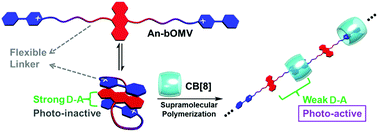 An-bOMV
Flexible
Linker
Strong D-A
Photo-inactive
CB[8]
Supramolecular
Polymerization
Weak D-A
Photo-active